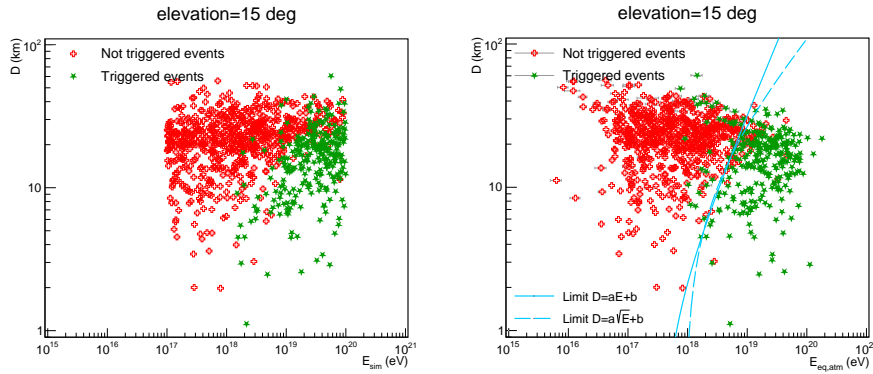 elevation=15 deg
D (km)
10²
10
1
Not triggered events
Triggered events
10¹⁵ 10¹⁶ 10¹⁷ 10¹⁸ 10¹⁹ 10²⁰ 10²¹
E_sim (eV)
elevation=15 deg
D (km)
10²
10
1
Not triggered events
Triggered events
Limit D=aE+b
Limit D=a√E+b
10¹⁵ 10¹⁶ 10¹⁷ 10¹⁸ 10¹⁹ 10²⁰ 10²¹
E_eq,atm (eV)